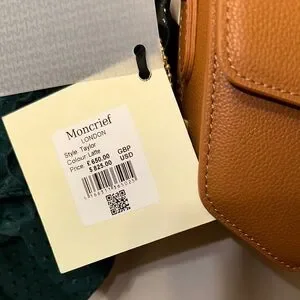 Moncrief
LONDON
Style: Taylor
Colour: Latte
Price: £ 650.00 GBP
$ 825.00 USD